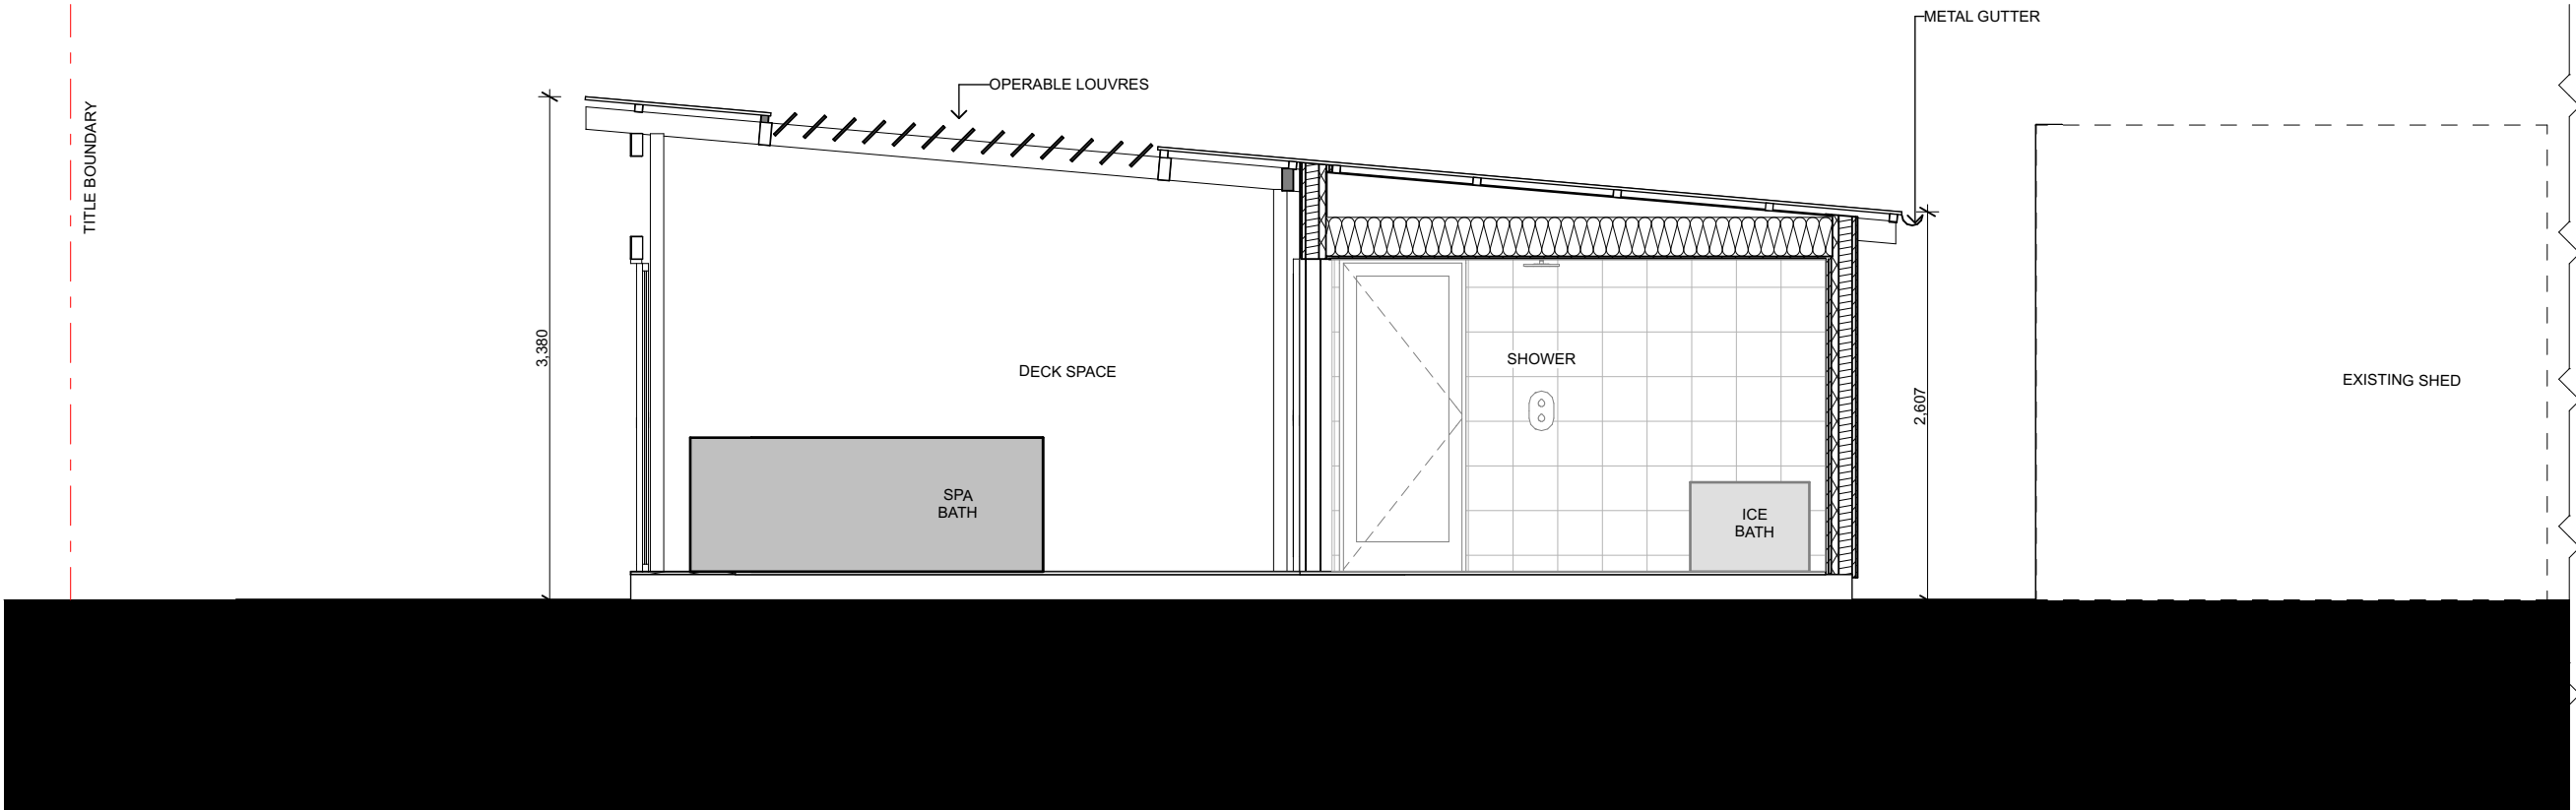 METAL GUTTER
OPERABLE LOUVRES
TITLE BOUNDARY
3,380
DECK SPACE
SHOWER
2,607
EXISTING SHED
SPA
BATH
ICE
BATH